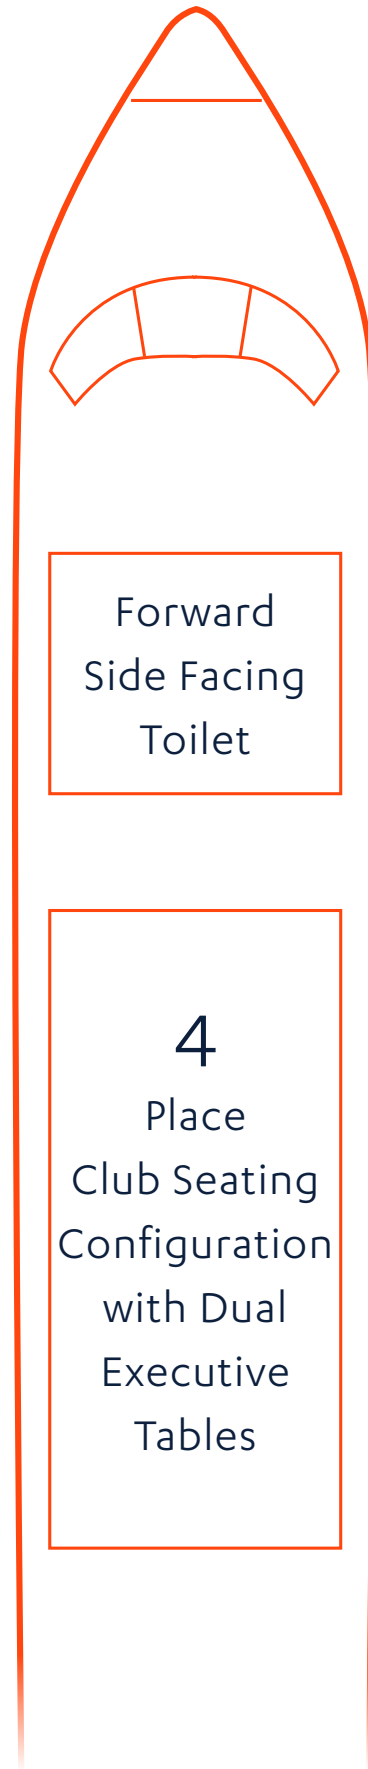 Forward
Side Facing
Toilet
4
Place
Club Seating
Configuration
with Dual
Executive
Tables